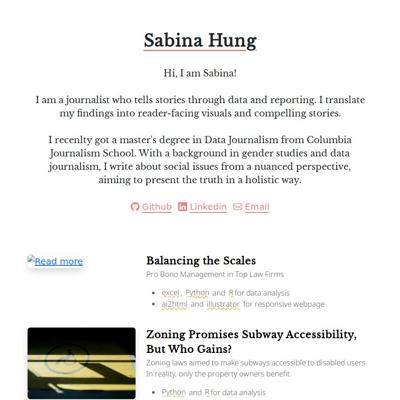 Sabina Hung
Hi, I am Sabina!
I am a journalist who tells stories through data and reporting. I translate
my findings into reader-facing visuals and compelling stories.
I recenlty got a master's degree in Data Journalism from Columbia
Journalism School. With a background in gender studies and data
journalism, I write about social issues from a nuanced perspective,
aiming to present the truth in a holistic way.
Github Linkedin Email
Read more
Balancing the Scales
Pro Bono Management in Top Law Firms
excel, Python and R for data analysis
ai2html and illustrator for responsive webpage
Zoning Promises Subway Accessibility,
But Who Gains?
Zoning laws aimed to make subways accessible to disabled users.
In reality, only the property owners benefit
Python and R for data analysis